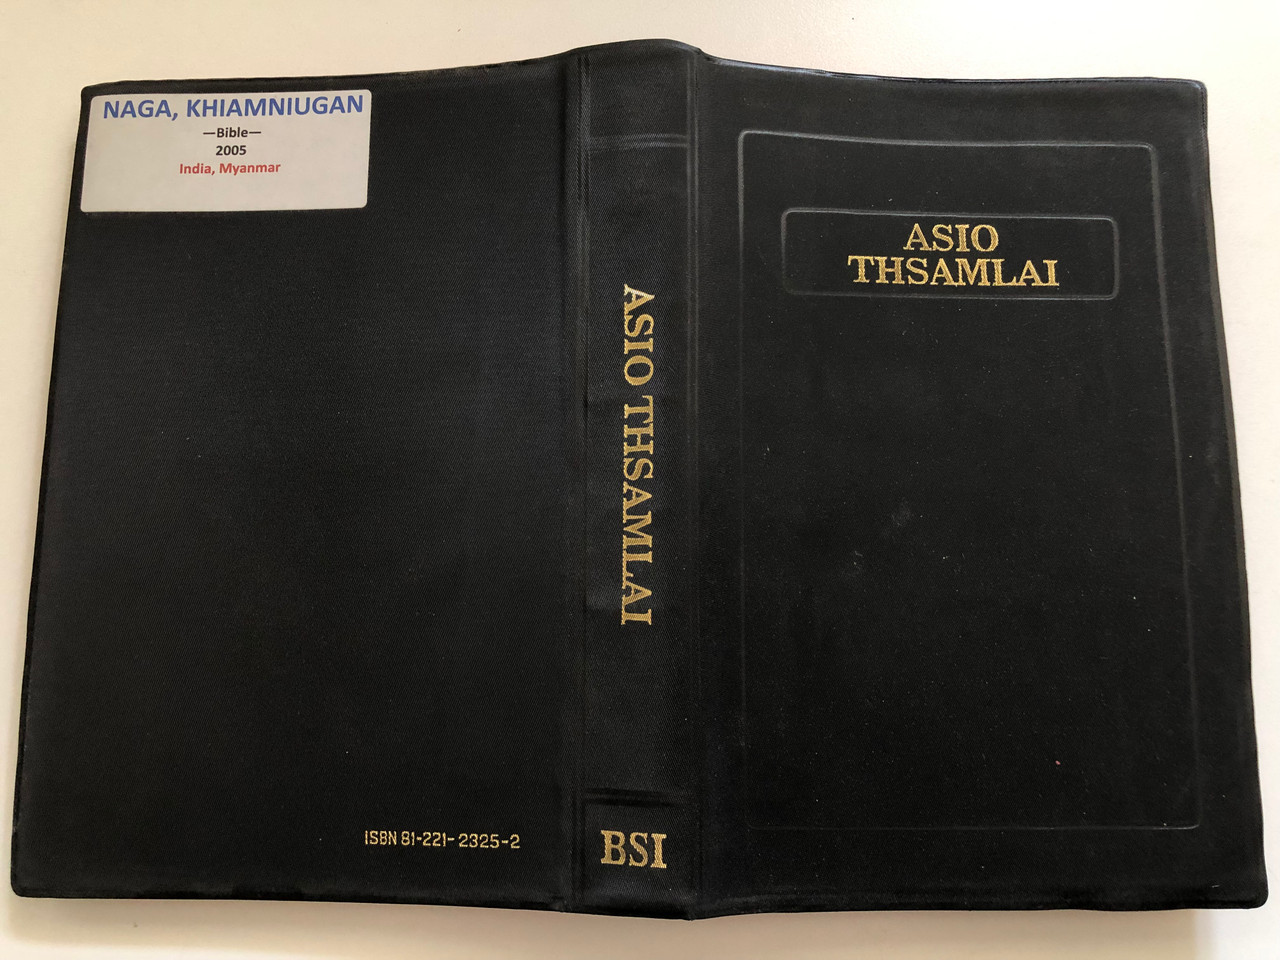 NAGA, KHIAMNIUGAN
—Bible—
2005
India, Myanmar
ISBN 81-221-2325-2
ASIO THSAMLAI
BSI
ASIO
THSAMLAI